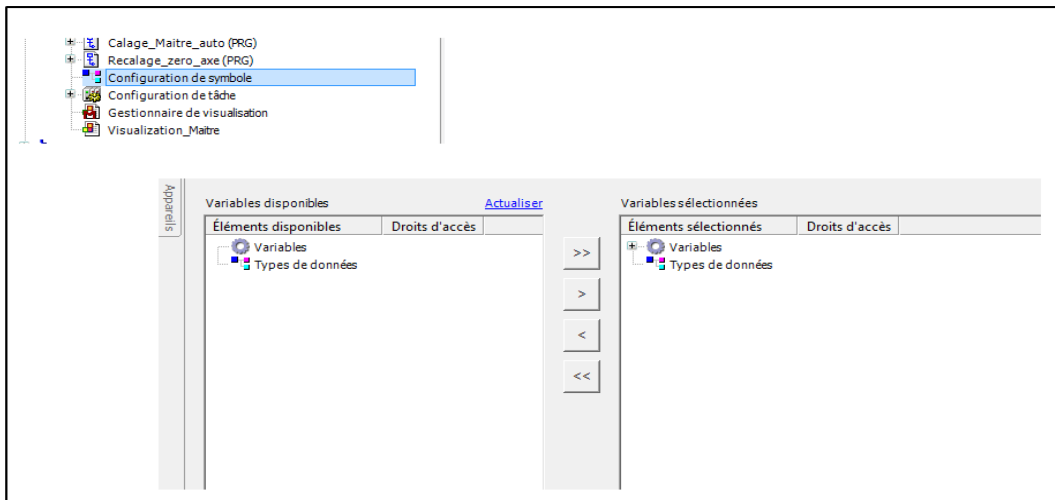 Calage_Maitre_auto (PRG)
Recalage_zero_axe (PRG)
Configuration de symbole
Configuration de tâche
Gestionnaire de visualisation
Visualization_Maitre
Appareils
Variables disponibles Actualiser
Éléments disponibles Droits d'accès
Variables
Types de données
>>
>
<
<<
Variables sélectionnées
Éléments sélectionnés Droits d'accès
Variables
Types de données